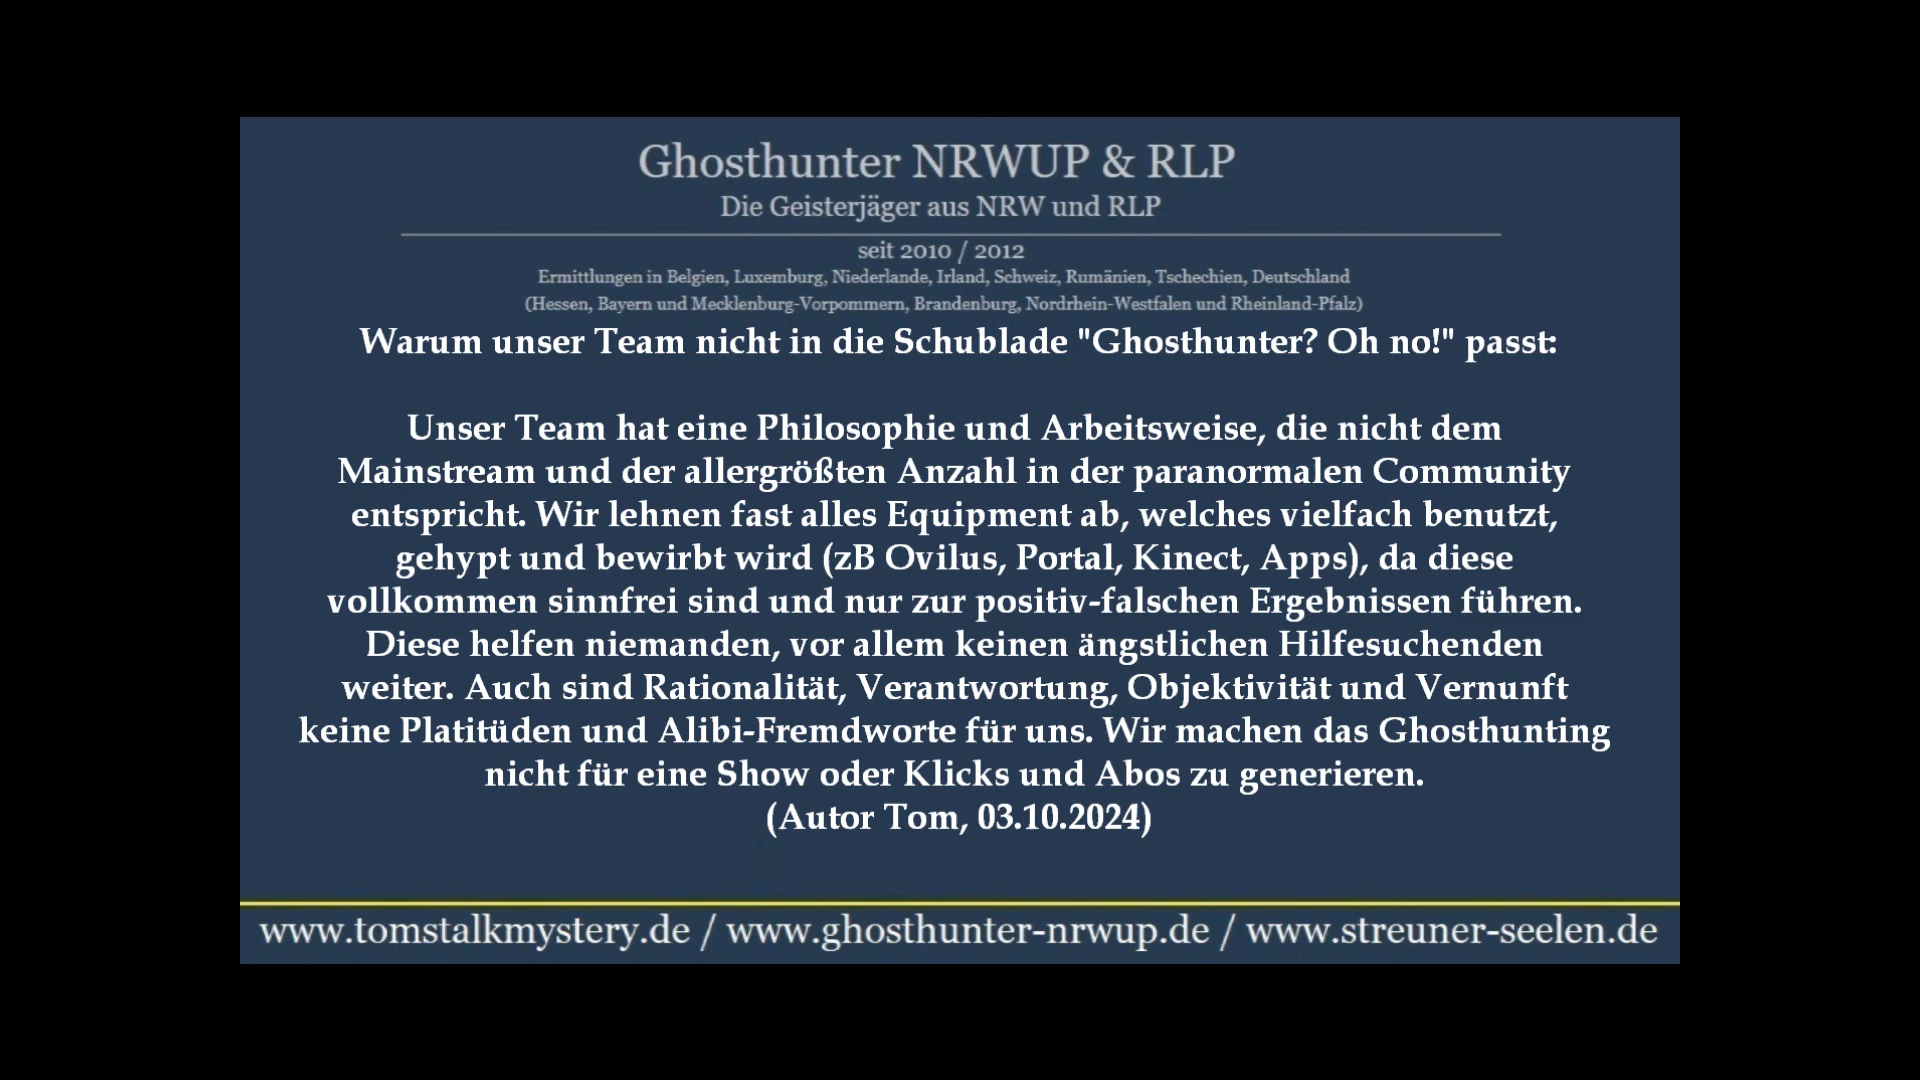 Ghosthunter NRWUP & RLP
Die Geisterjäger aus NRW und RLP
seit 2010 / 2012
Ermittlungen in Belgien, Luxemburg, Niederlande, Irland, Schweiz, Rumänien, Tschechien, Deutschland
(Hessen, Bayern und Mecklenburg-Vorpommern, Brandenburg, Nordrhein-Westfalen und Rheinland-Pfalz)
Warum unser Team nicht in die Schublade "Ghosthunter? Oh no!" passt:
Unser Team hat eine Philosophie und Arbeitsweise, die nicht dem
Mainstream und der allergrößten Anzahl in der paranormalen Community
entspricht. Wir lehnen fast alles Equipment ab, welches vielfach benutzt,
gehypt und bewirbt wird (zB Ovilus, Portal, Kinect, Apps), da diese
vollkommen sinnfrei sind und nur zur positiv-falschen Ergebnissen führen.
Diese helfen niemanden, vor allem keinen ängstlichen Hilfesuchenden
weiter. Auch sind Rationalität, Verantwortung, Objektivität und Vernunft
keine Platitüden und Alibi-Fremdworte für uns. Wir machen das Ghosthunting
nicht für eine Show oder Klicks und Abos zu generieren.
(Autor Tom, 03.10.2024)
www.tomstalkmystery.de / www.ghosthunter-nrwup.de / www.streuner-seelen.de